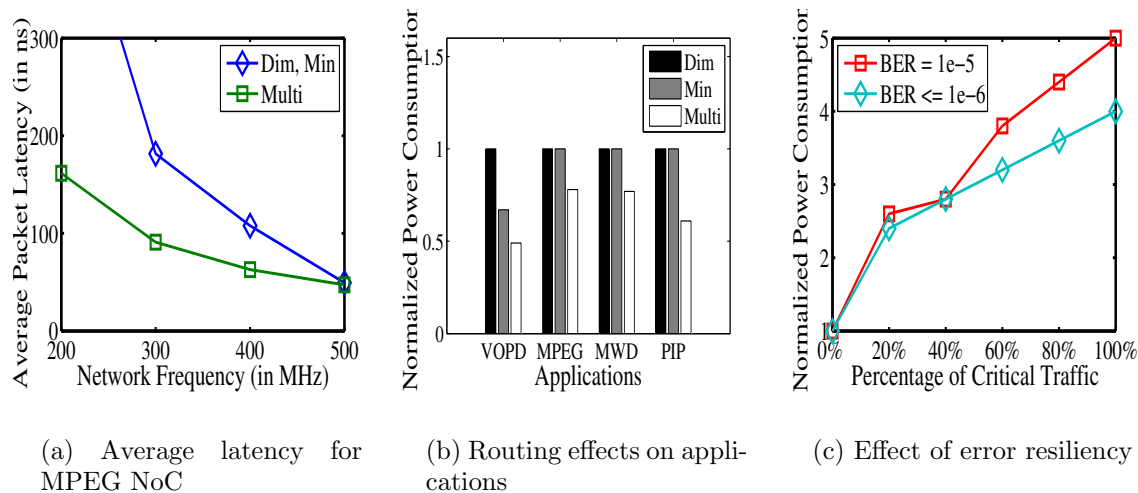 Average Packet Latency (in ns)
300
200
100
0
200
300
400
500
Network Frequency (in MHz)
Dim, Min
Multi
Normalized Power Consumption
1.5
1
0.5
0
VOPD
MPEG
MWD
PIP
Applications
Dim
Min
Multi
Normalized Power Consumption
5
4
3
2
1
0%
20%
40%
60%
80%
100%
Percentage of Critical Traffic
BER = 1e−5
BER <= 1e−6
(a) Average latency for
MPEG NoC
(b) Routing effects on appli-
cations
(c) Effect of error resiliency